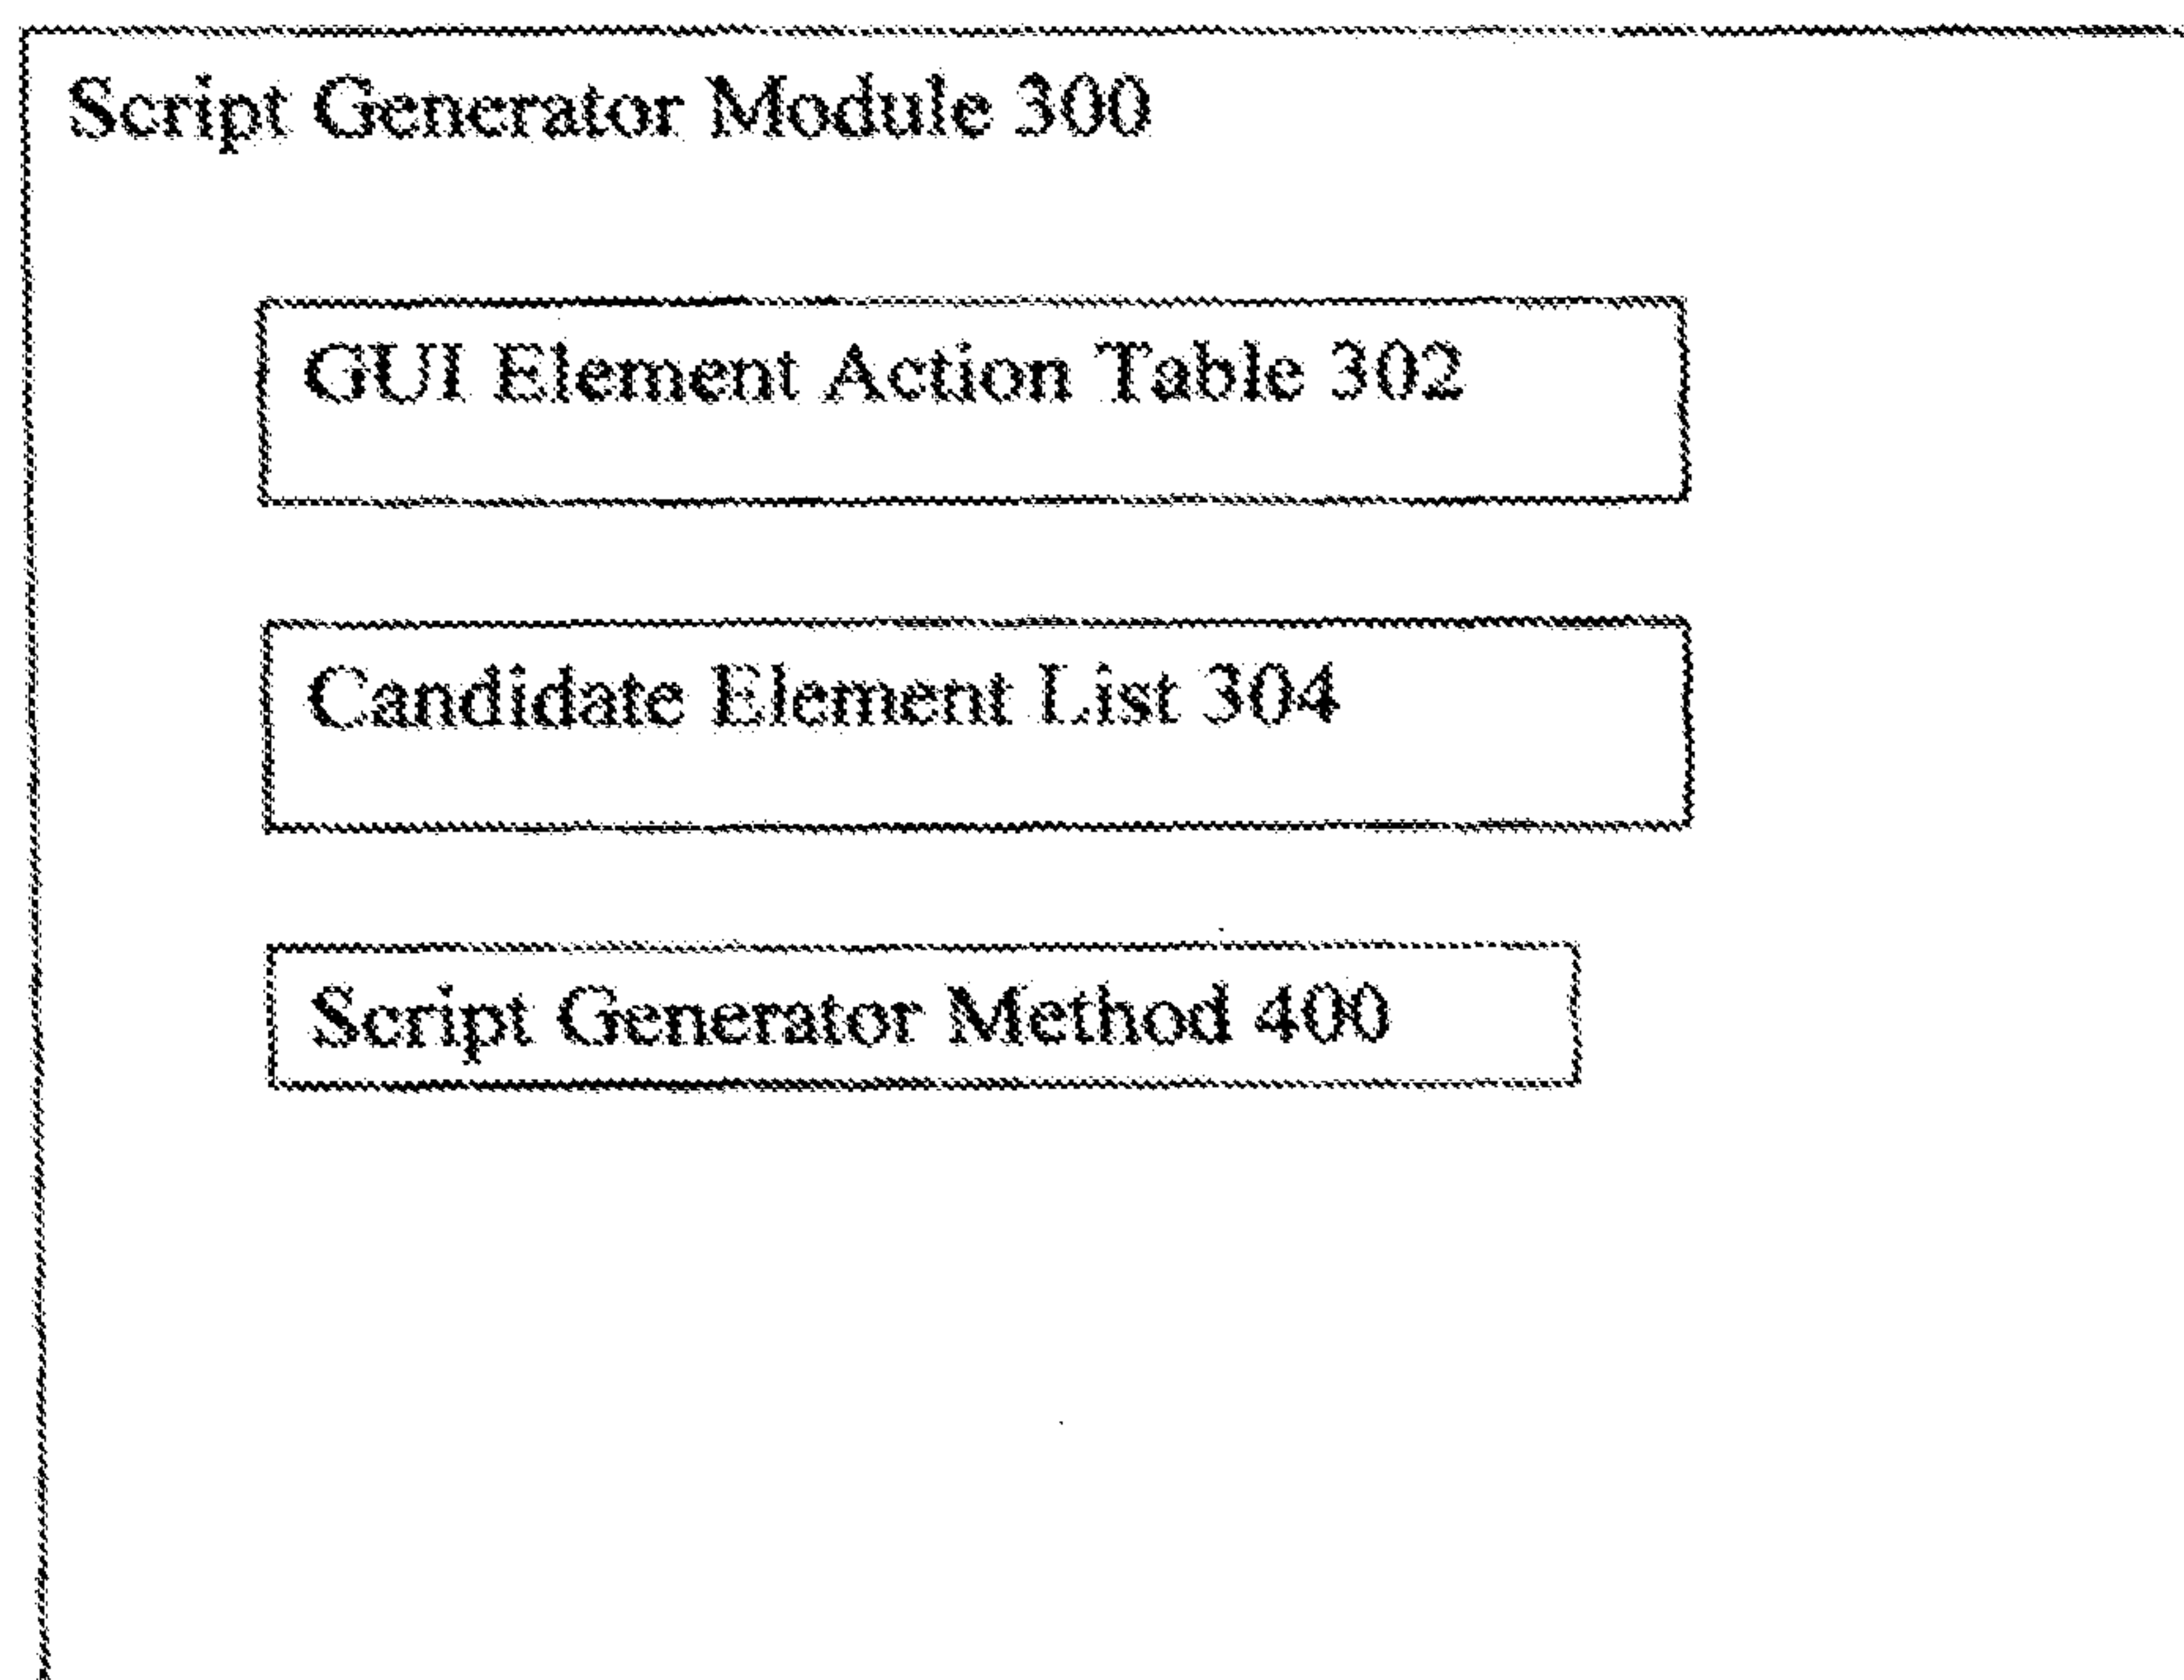 Script Generator Module 300
GUI Element Action Table 302
Candidate Element List 304
Script Generator Method 400